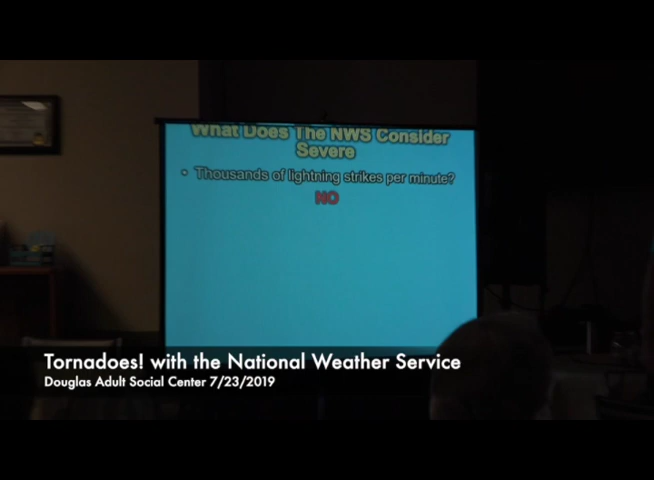 What Does The NWS Consider
Severe
• Thousands of lightning strikes per minute?
NO
Tornadoes! with the National Weather Service
Douglas Adult Social Center 7/23/2019